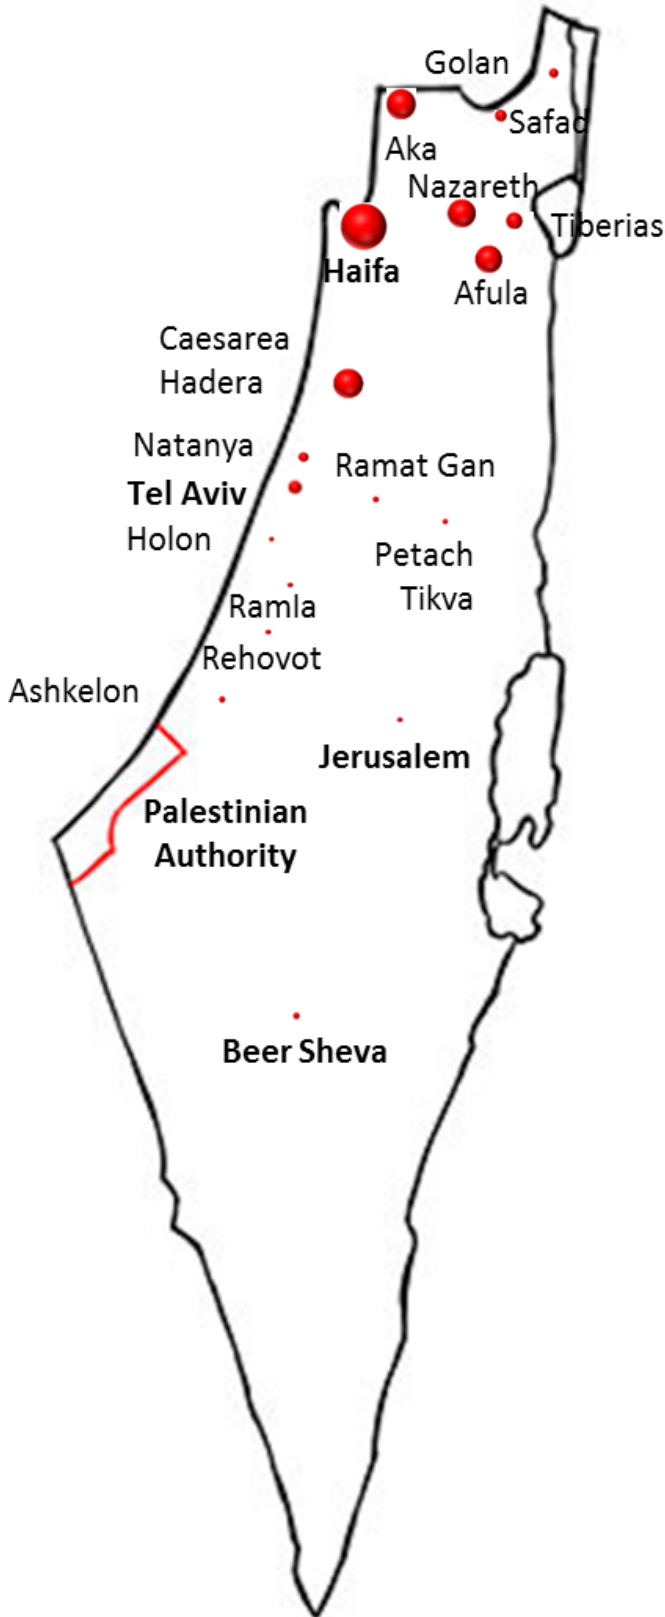 Golan
Safad
Aka
Nazareth
Tiberias
Haifa
Afula
Caesarea
Hadera
Natanya
Ramat Gan
Tel Aviv
Holon
Petach
Tikva
Ramla
Rehovot
Ashkelon
Jerusalem
Palestinian
Authority
Beer Sheva